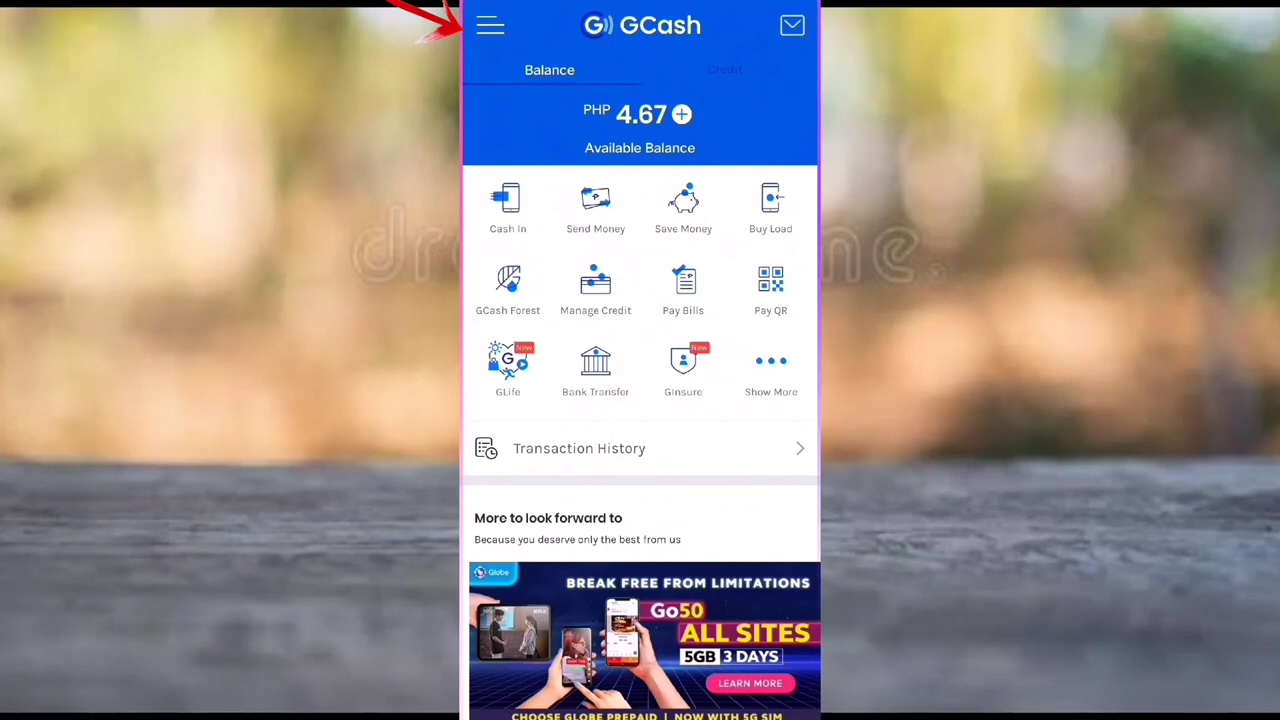 GCash
Balance
Credit
PHP 4.67
Available Balance
Cash In
Send Money
Save Money
Buy Load
GCash Forest
Manage Credit
Pay Bills
Pay QR
New
New
GLife
Bank Transfer
GInsure
Show More
Transaction History
More to look forward to
Because you deserve only the best from us
Globe
BREAK FREE FROM LIMITATIONS
Go50
ALL SITES
5GB 3 DAYS
LEARN MORE
CHOOSE GLOBE PREPAID | NOW WITH 5G SIM